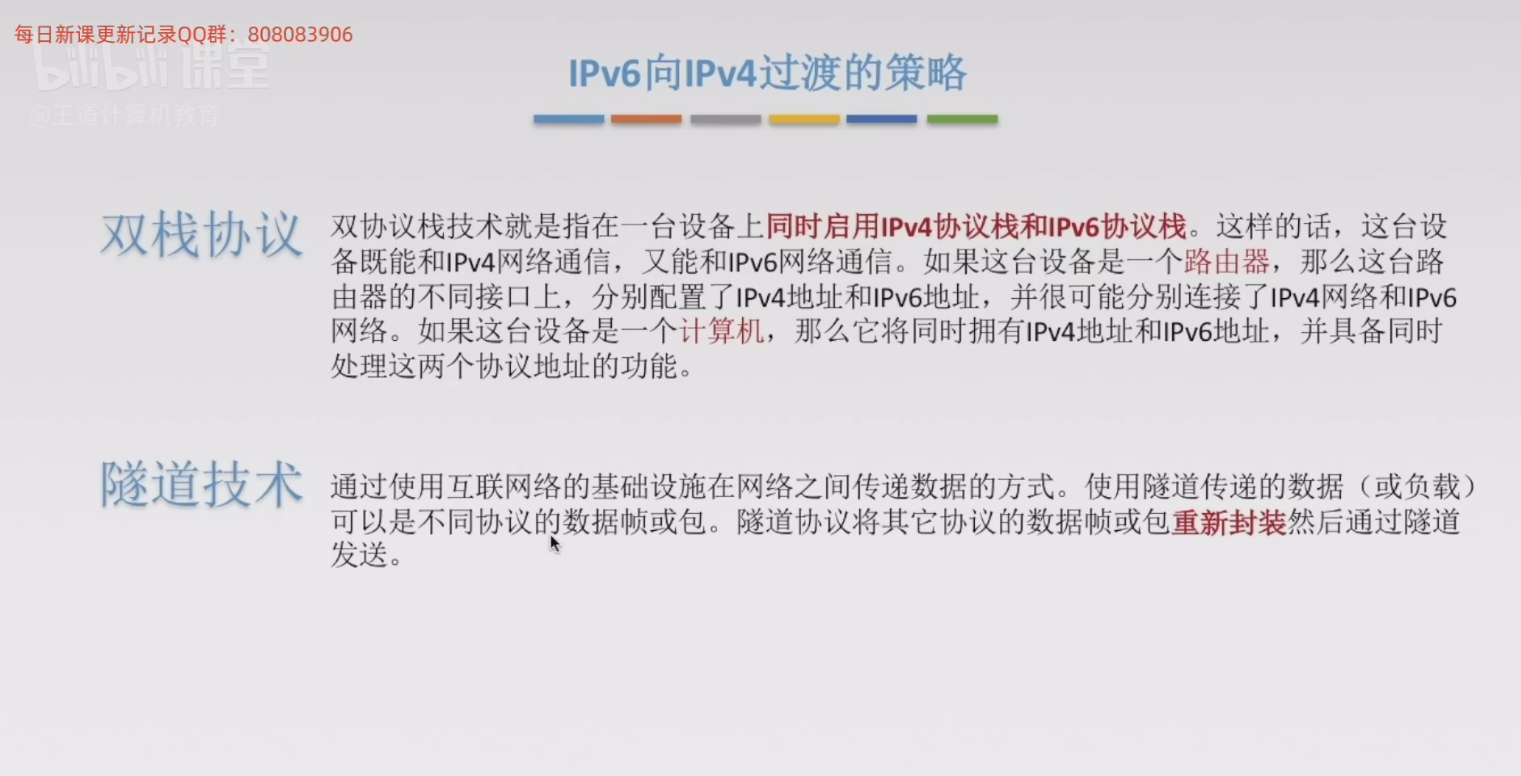 每日新课更新记录QQ群：808083906
bilibili课堂
@王道计算机教育
IPv6向IPv4过渡的策略
双栈协议
双协议栈技术就是指在一台设备上同时启用IPv4协议栈和IPv6协议栈。这样的话，这台设
备既能和IPv4网络通信，又能和IPv6网络通信。如果这台设备是一个路由器，那么这台路
由器的不同接口上，分别配置了IPv4地址和IPv6地址，并很可能分别连接了IPv4网络和IPv6
网络。如果这台设备是一个计算机，那么它将同时拥有IPv4地址和IPv6地址，并具备同时
处理这两个协议地址的功能。
隧道技术
通过使用互联网络的基础设施在网络之间传递数据的方式。使用隧道传递的数据（或负载）
可以是不同协议的数据帧或包。隧道协议将其它协议的数据帧或包重新封装然后通过隧道
发送。